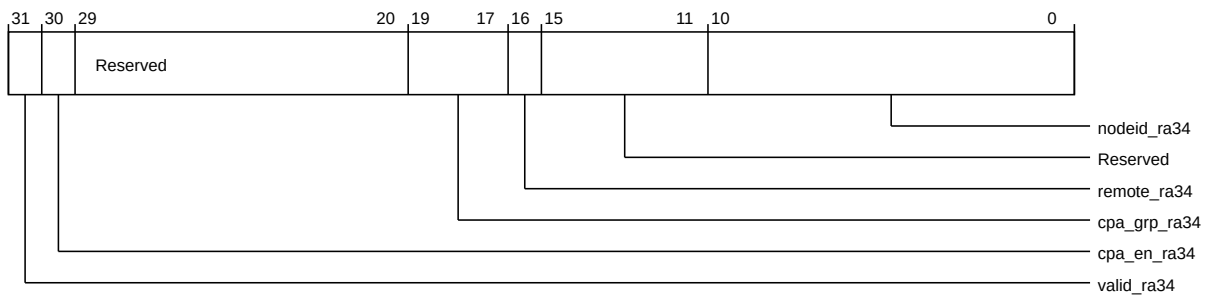 31 30 29 20 19 17 16 15 11 10 0
Reserved
nodeid_ra34
Reserved
remote_ra34
cpa_grp_ra34
cpa_en_ra34
valid_ra34